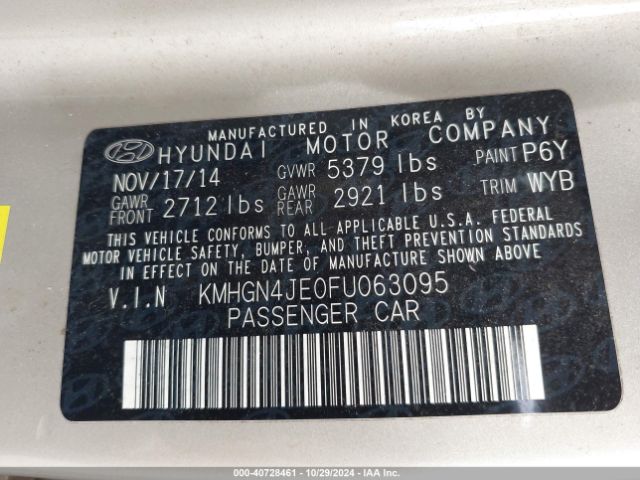 MANUFACTURED IN KOREA BY
HYUNDAI MOTOR COMPANY
NOV/17/14 GVWR 5379 lbs PAINT P6Y
GAWR FRONT 2712 lbs GAWR REAR 2921 lbs TRIM WYB
THIS VEHICLE CONFORMS TO ALL APPLICABLE U.S.A. FEDERAL
MOTOR VEHICLE SAFETY, BUMPER, AND THEFT PREVENTION STANDARDS
IN EFFECT ON THE DATE OF MANUFACTURE SHOWN ABOVE
V.I.N KMHGN4JE0FU063095
PASSENGER CAR
000-40728461 | 10/29/2024 | IAA Inc.